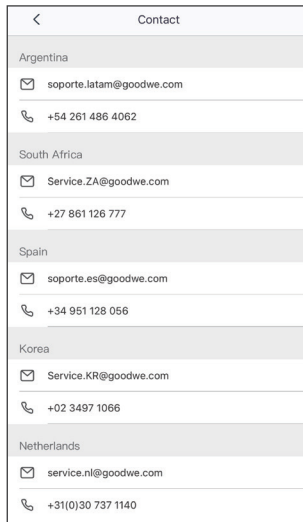 Contact
Argentina
soporte.latam@goodwe.com
+54 261 486 4062
South Africa
Service.ZA@goodwe.com
+27 861 126 777
Spain
soporte.es@goodwe.com
+34 951 128 056
Korea
Service.KR@goodwe.com
+02 3497 1066
Netherlands
service.nl@goodwe.com
+31(0)30 737 1140